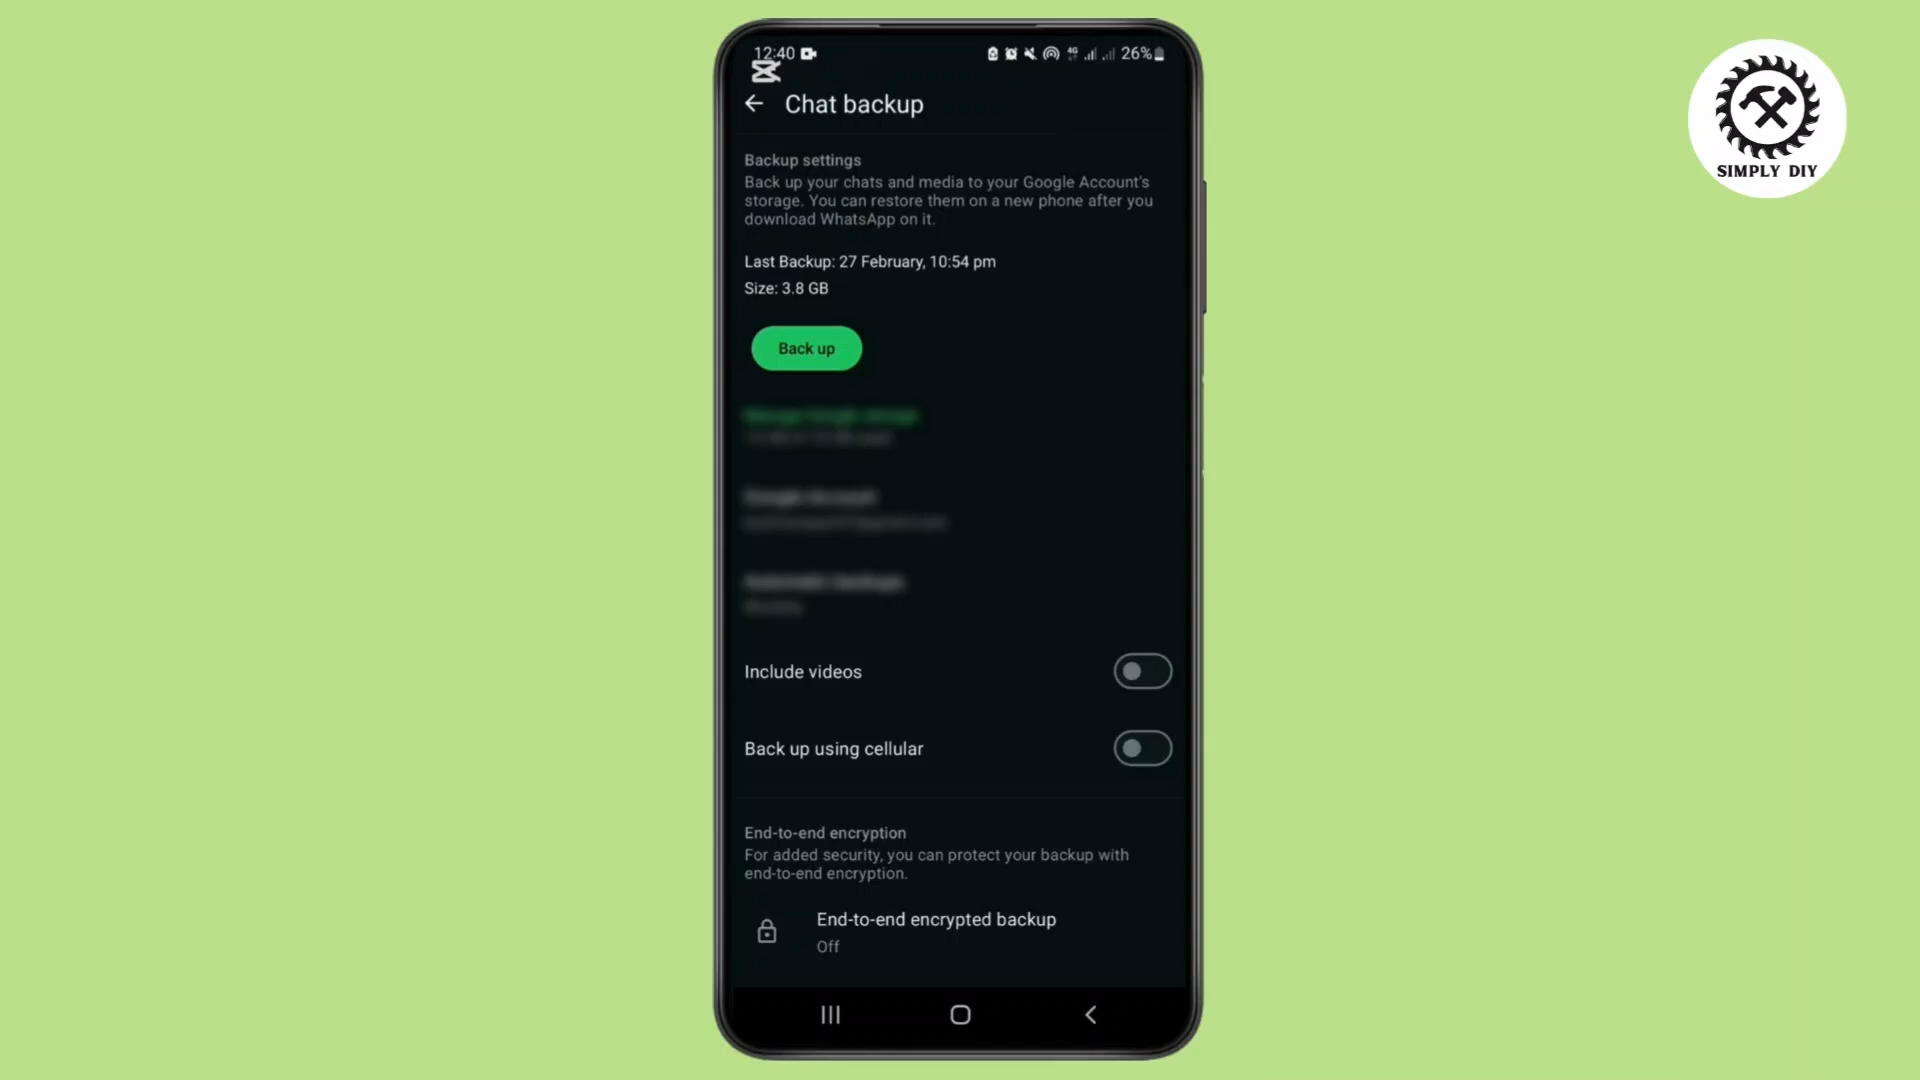 12:40
4G
26%
SIMPLY DIY
Chat backup
Backup settings
Back up your chats and media to your Google Account's
storage. You can restore them on a new phone after you
download WhatsApp on it.
Last Backup: 27 February, 10:54 pm
Size: 3.8 GB
Back up
Include videos
Back up using cellular
End-to-end encryption
For added security, you can protect your backup with
end-to-end encryption.
End-to-end encrypted backup
Off